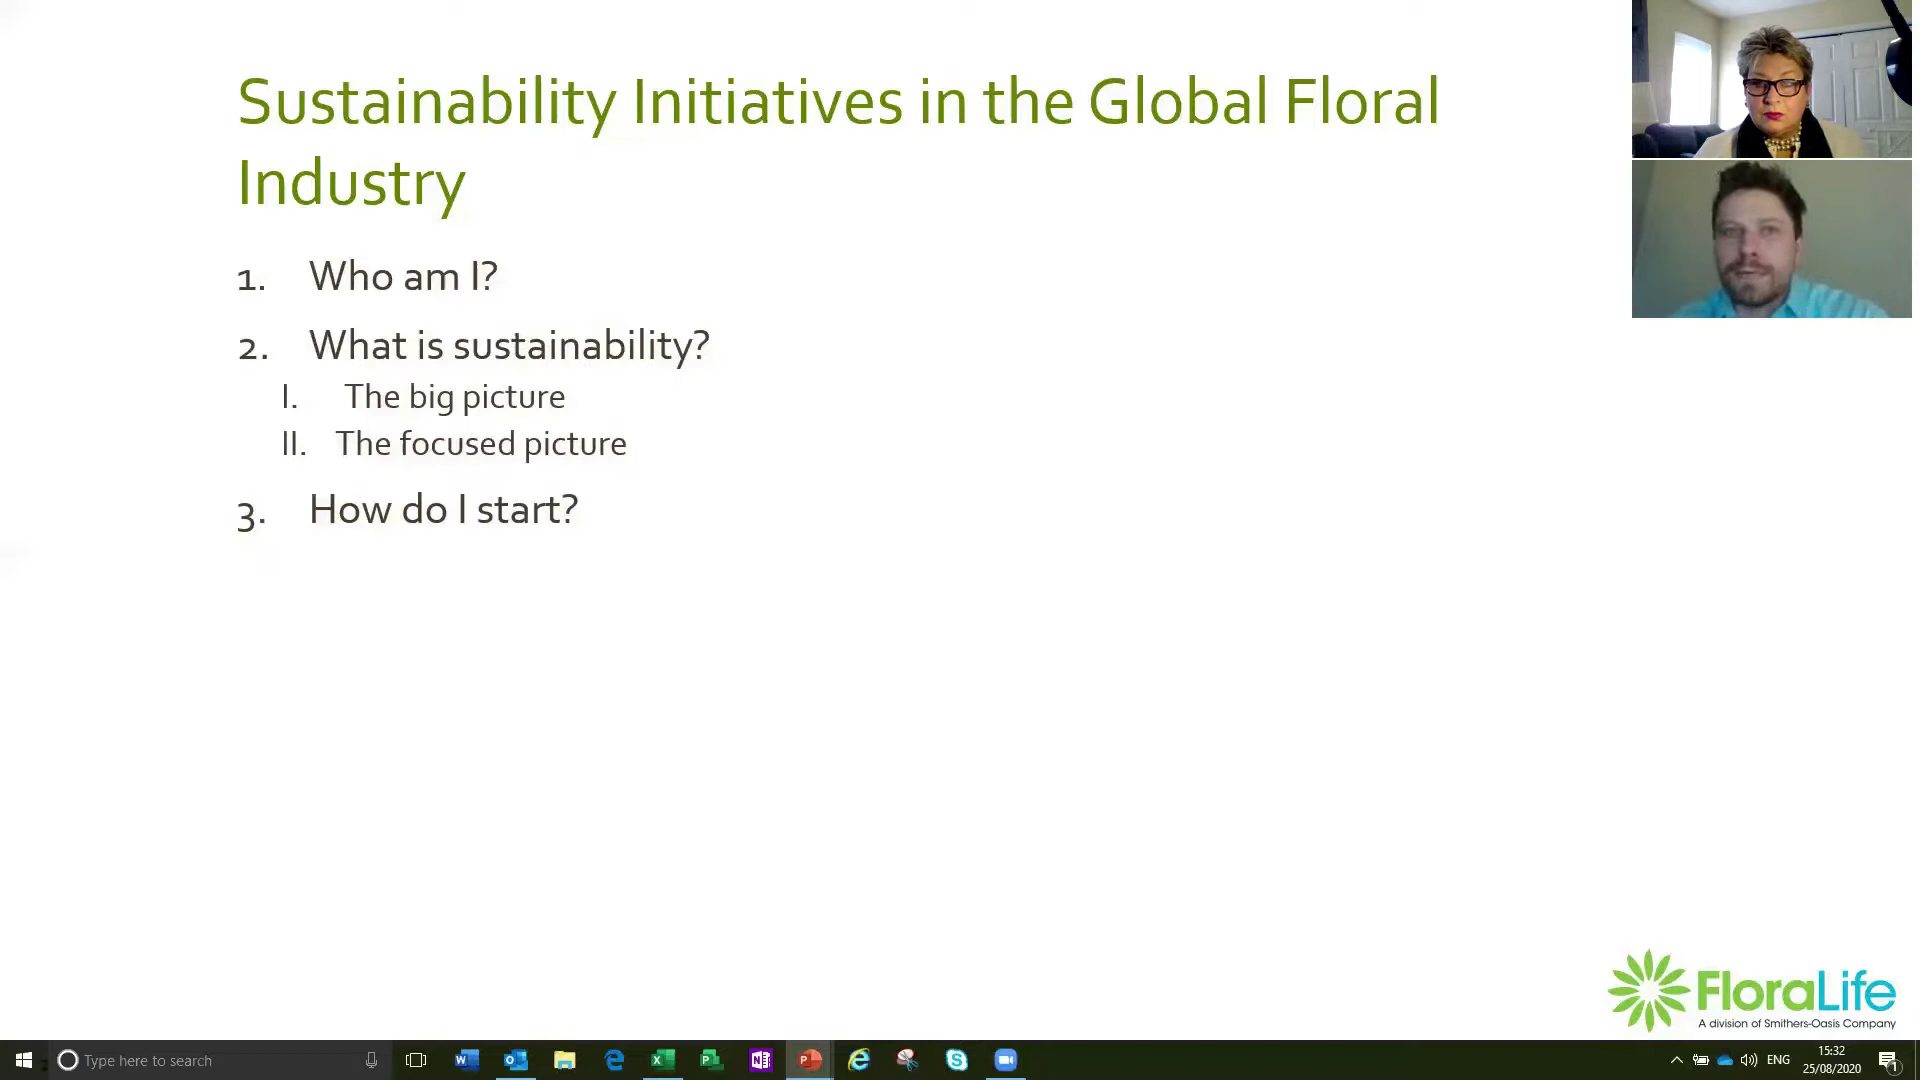 Sustainability Initiatives in the Global Floral
Industry
1. Who am I?
2. What is sustainability?
I. The big picture
II. The focused picture
3. How do I start?
FloraLife
A division of Smithers-Oasis Company
Type here to search
ENG
15:32
25/08/2020
1